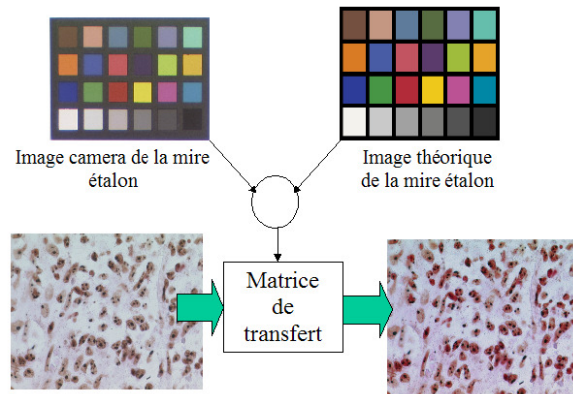 Image camera de la mire
étalon
Image théorique
de la mire étalon
Matrice
de
transfert